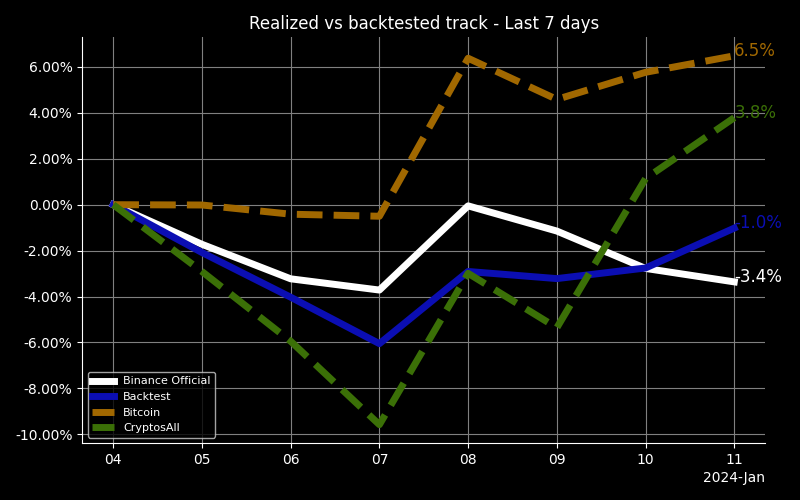 Realized vs backtested track - Last 7 days
6.00%
4.00%
2.00%
0.00%
-2.00%
-4.00%
-6.00%
-8.00%
-10.00%
6.5%
3.8%
-1.0%
-3.4%
Binance Official
Backtest
Bitcoin
CryptosAll
04 05 06 07 08 09 10 11
2024-Jan